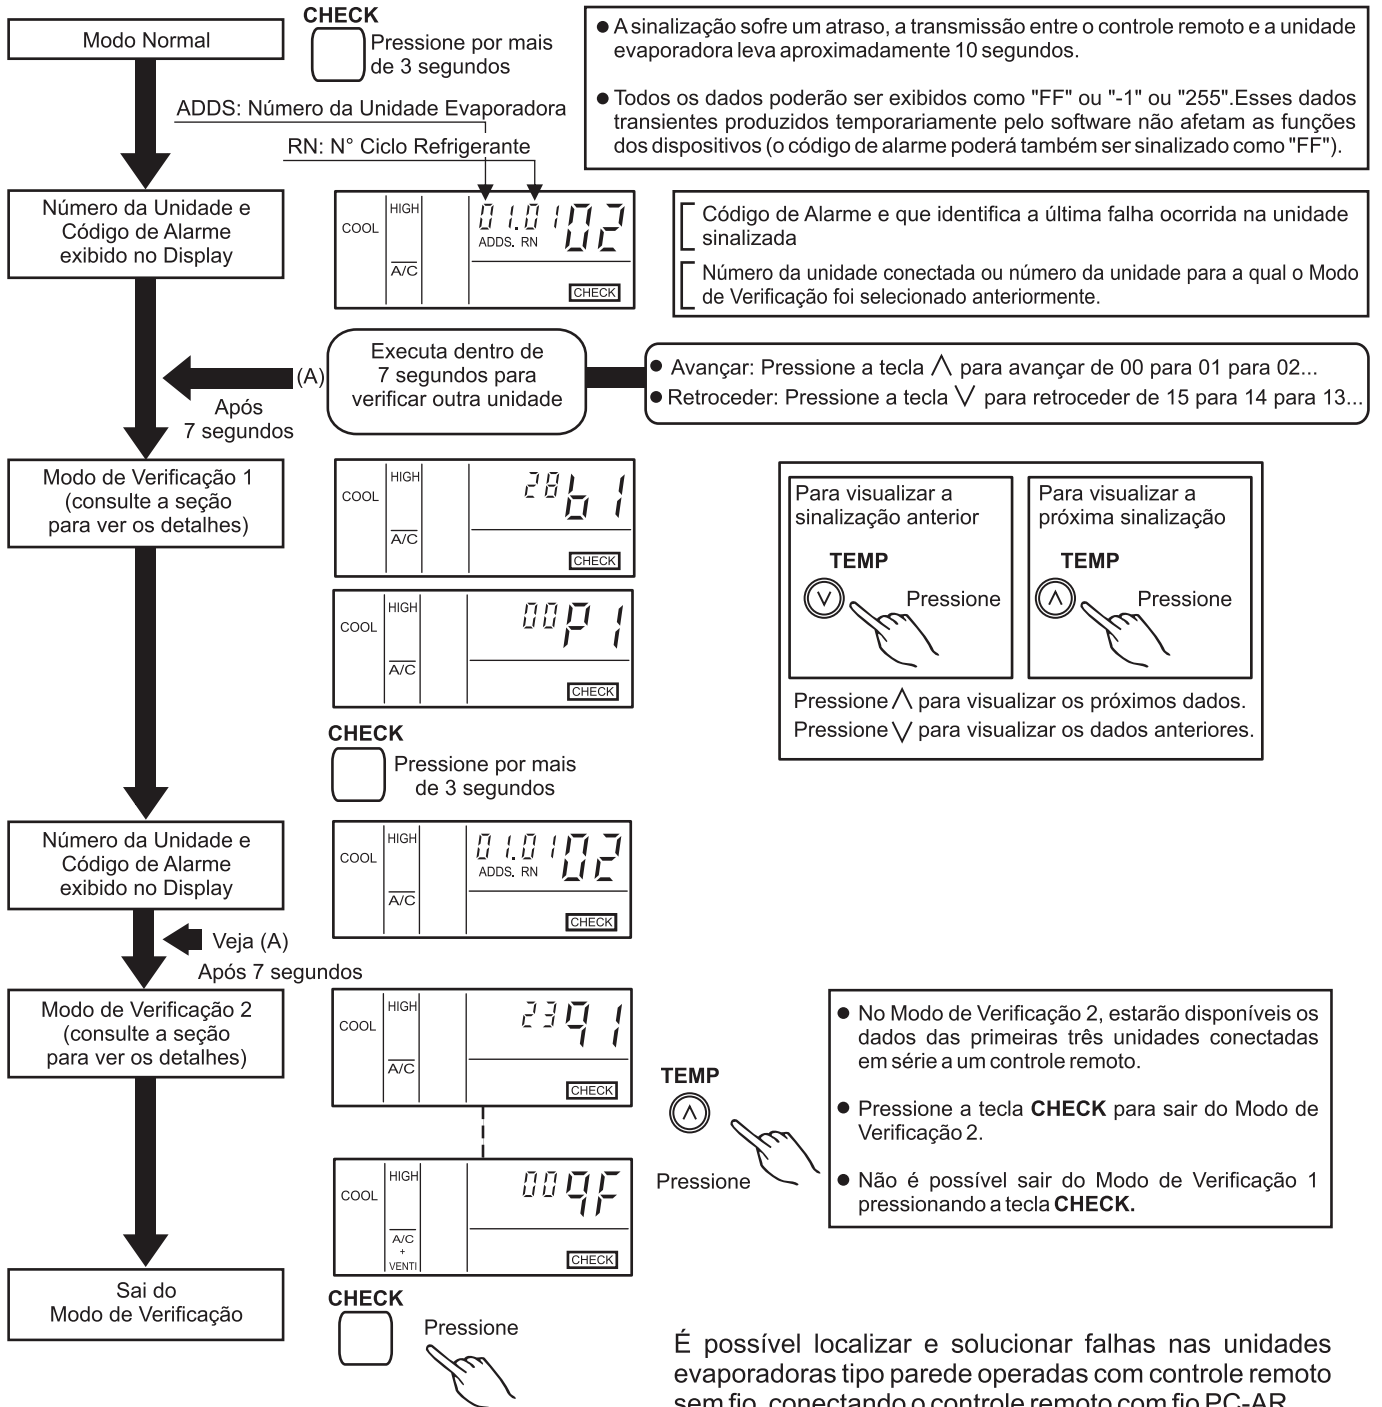 CHECK
Modo Normal
Pressione por mais
de 3 segundos
● A sinalização sofre um atraso, a transmissão entre o controle remoto e a unidade
evaporadora leva aproximadamente 10 segundos.
● Todos os dados poderão ser exibidos como "FF" ou "-1" ou "255".Esses dados
transientes produzidos temporariamente pelo software não afetam as funções
dos dispositivos (o código de alarme poderá também ser sinalizado como "FF").
ADDS: Número da Unidade Evaporadora
RN: N° Ciclo Refrigerante
Número da Unidade e
Código de Alarme
exibido no Display
COOL
HIGH
A/C
01.01 02
ADDS. RN
CHECK
Código de Alarme e que identifica a última falha ocorrida na unidade
sinalizada
Número da unidade conectada ou número da unidade para a qual o Modo
de Verificação foi selecionado anteriormente.
(A)
Após
7 segundos
Executa dentro de
7 segundos para
verificar outra unidade
● Avançar: Pressione a tecla ∧ para avançar de 00 para 01 para 02...
● Retroceder: Pressione a tecla ∨ para retroceder de 15 para 14 para 13...
Modo de Verificação 1
(consulte a seção
para ver os detalhes)
COOL
HIGH
A/C
28 b1
CHECK
COOL
HIGH
A/C
00 P1
CHECK
Para visualizar a
sinalização anterior
TEMP
∨
Pressione
Para visualizar a
próxima sinalização
TEMP
∧
Pressione
Pressione ∧ para visualizar os próximos dados.
Pressione ∨ para visualizar os dados anteriores.
CHECK
Pressione por mais
de 3 segundos
Número da Unidade e
Código de Alarme
exibido no Display
COOL
HIGH
A/C
01.01 02
ADDS. RN
CHECK
Veja (A)
Após 7 segundos
Modo de Verificação 2
(consulte a seção
para ver os detalhes)
COOL
HIGH
A/C
23 q1
CHECK
TEMP
∧
Pressione
● No Modo de Verificação 2, estarão disponíveis os
dados das primeiras três unidades conectadas
em série a um controle remoto.
● Pressione a tecla CHECK para sair do Modo de
Verificação 2.
● Não é possível sair do Modo de Verificação 1
pressionando a tecla CHECK.
COOL
HIGH
A/C
+
VENTI
00 qF
CHECK
Sai do
Modo de Verificação
CHECK
Pressione
É possível localizar e solucionar falhas nas unidades
evaporadoras tipo parede operadas com controle remoto
sem fio, conectando o controle remoto com fio PC-AR